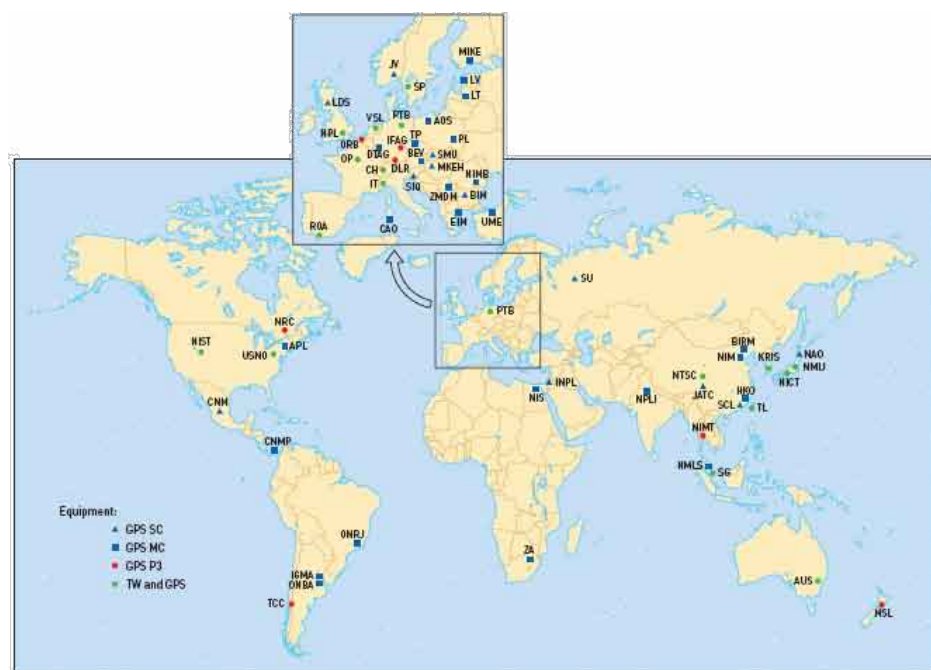 MIKE
JV
LV
SP
LT
LDS
VSL
PTB
AOS
NPL
TP
PL
ORB
IFAG
OP
DTAG
BEV
SMU
CH
DLR
MKEH
NIMB
IT
SIQ
ZMDM
BIM
ROA
CAO
EIM
UME
SU
PTB
NRC
BIRM
NIST
APL
NIM
KRIS
NAO
USNO
NMIJ
NTSC
NICT
INPL
CNM
NIS
NPLI
JATC
HKO
SCL
TL
NIMT
CNMP
NMLS
SG
Equipment:
GPS SC
GPS MC
ONRJ
ZA
GPS P3
IGMA
TW and GPS
ONBA
AUS
TCC
MSL